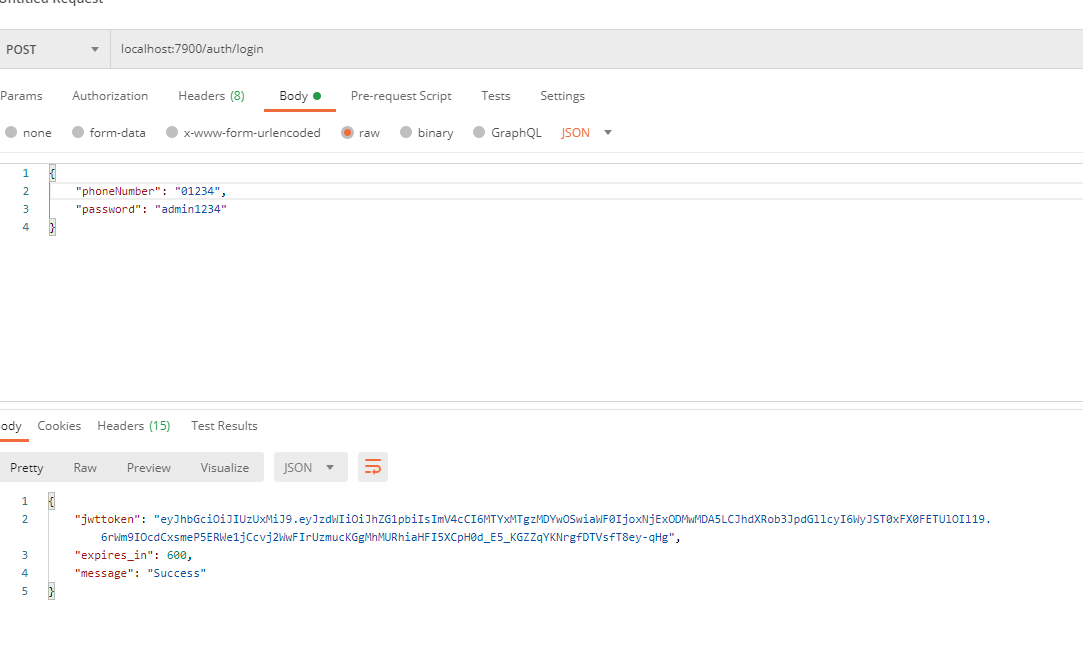 Untitled Request
POST localhost:7900/auth/login
Params Authorization Headers (8) Body Pre-request Script Tests Settings
none form-data x-www-form-urlencoded raw binary GraphQL JSON
1 {
2 "phoneNumber": "01234",
3 "password": "admin1234"
4 }
ody Cookies Headers (15) Test Results
Pretty Raw Preview Visualize JSON
1 {
2 "jwttoken": "eyJhbGciOiJIUzUxMiJ9.eyJzdWIiOiJhZG1pbiIsImV4cCI6MTYxMTgzMDYwOSwiaWF0IjoxNjExODMwMDA5LCJhdXRob3JpdGllcyI6WyJST0xFX0FETUlOIl19.
6rWm9IOcdCxsmeP5ERWe1jCcvj2WwFIrUzmucKGgMhMURhiaHFI5XCpH0d_E5_KGZZqYKNrgfDTVsfT8ey-qHg",
3 "expires_in": 600,
4 "message": "Success"
5 }